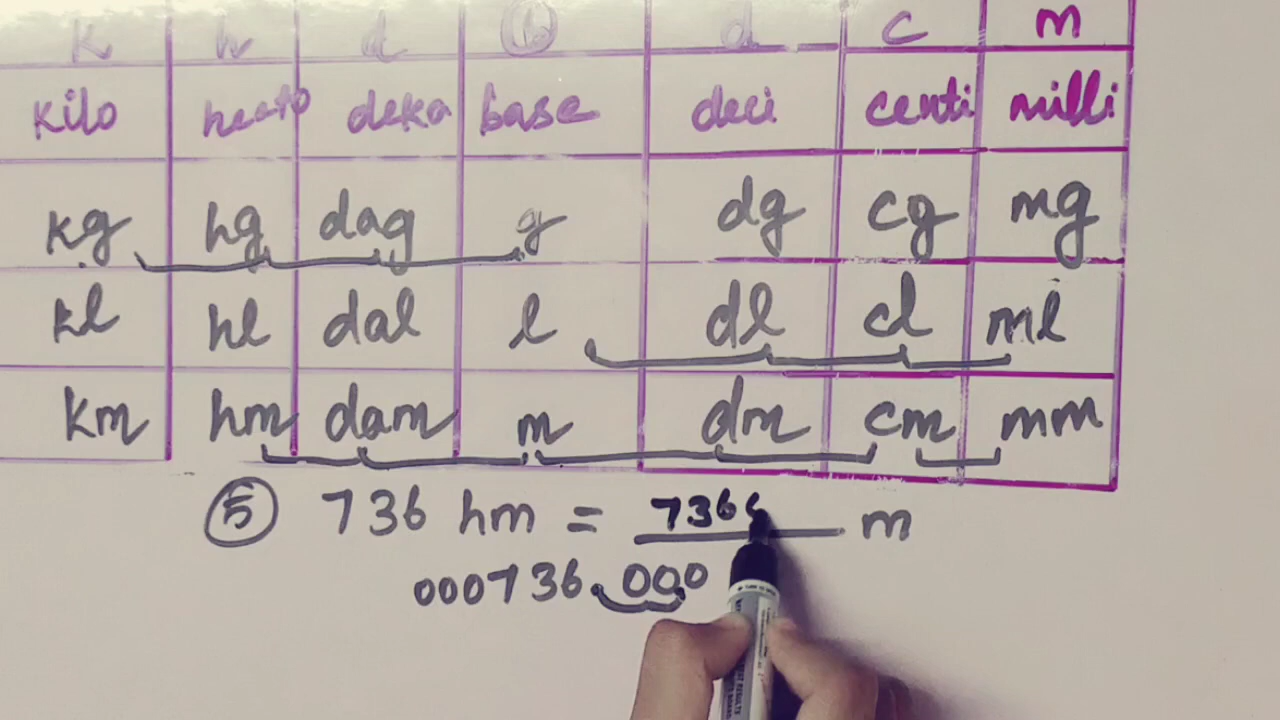 k h d b d c m
kilo hecto deka base deci centi milli
kg hg dag g dg cg mg
kl hl dal l dl cl ml
km hm dam m dm cm mm
5 736 hm = 736 m
000736.000